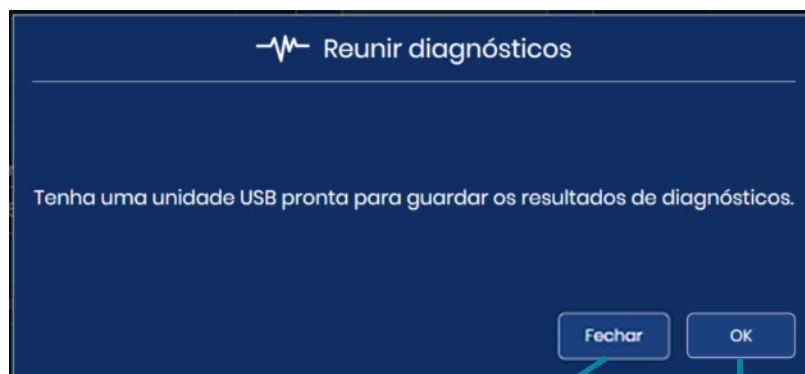 Reunir diagnósticos
Tenha uma unidade USB pronta para guardar os resultados de diagnósticos.
Fechar OK